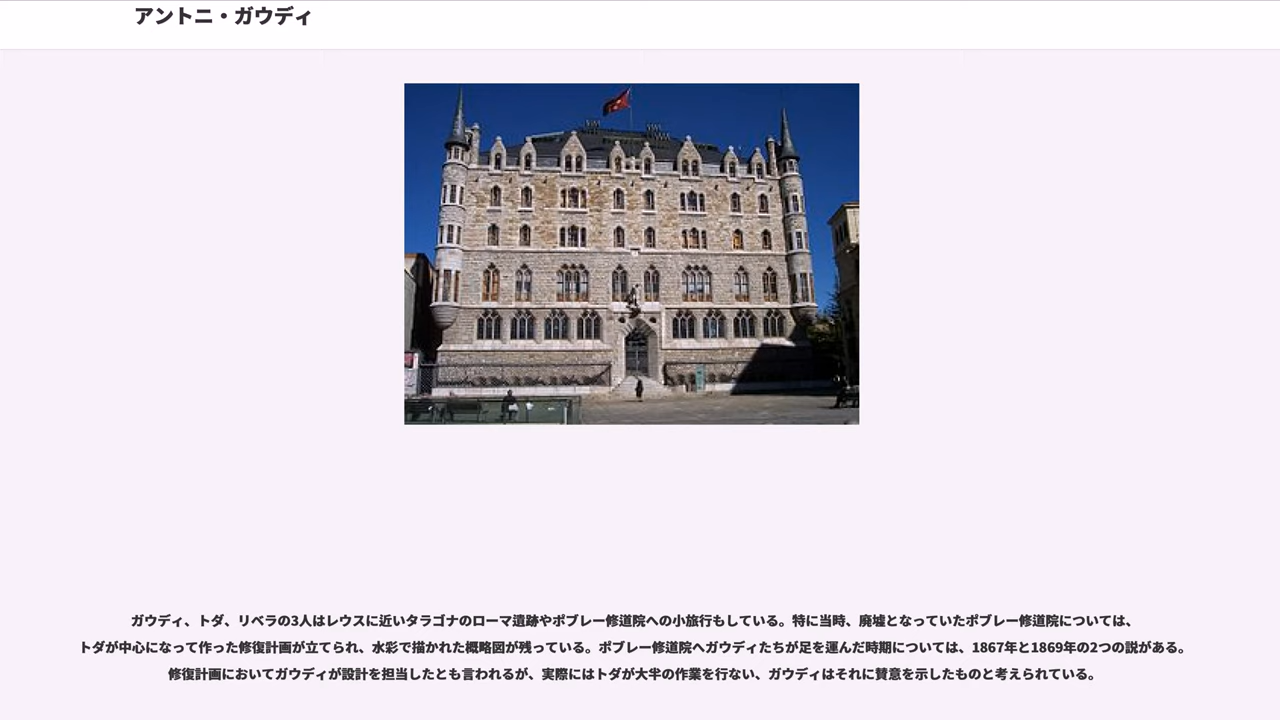 アントニ・ガウディ
ガウディ、トダ、リベラの3人はレウスに近いタラゴナのローマ遺跡やポブレー修道院への小旅行もしている。特に当時、廃墟となっていたポブレー修道院については、
トダが中心になって作った修復計画が立てられ、水彩で描かれた概略図が残っている。ポブレー修道院へガウディたちが足を運んだ時期については、1867年と1869年の2つの説がある。
修復計画においてガウディが設計を担当したとも言われるが、実際にはトダが大半の作業を行ない、ガウディはそれに賛意を示したものと考えられている。